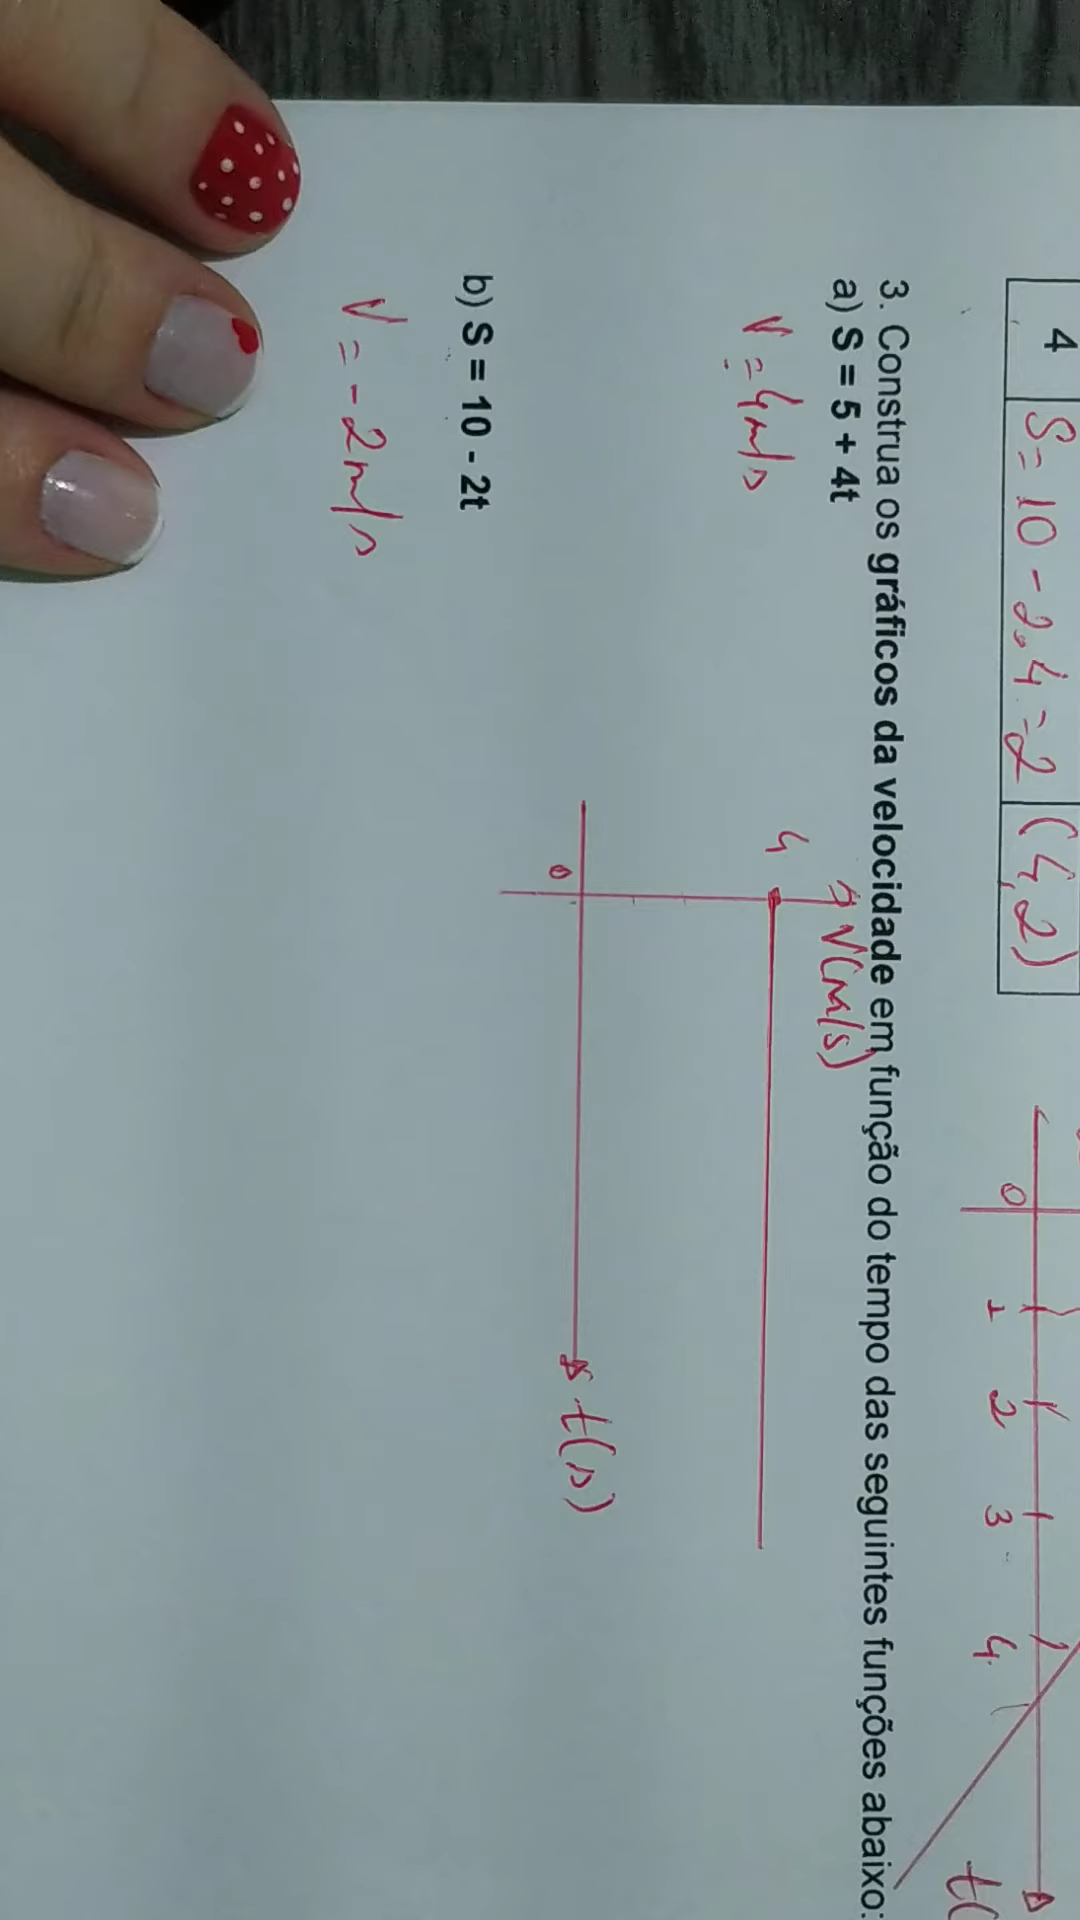 4 S = 10 - 2.4 = 2 (4,2)
0 1 2 3 4
3. Construa os gráficos da velocidade em função do tempo das seguintes funções abaixo:
a) S = 5 + 4t
V = 4m/s
V(m/s)
4
0
t(s)
b) S = 10 - 2t
V = - 2m/s